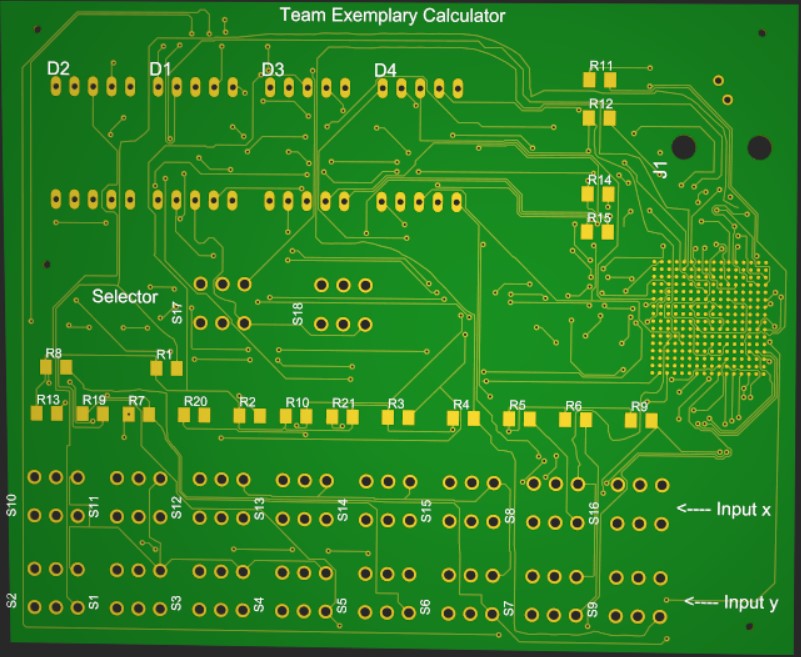 Team Exemplary Calculator
D2 D1 D3 D4
R11
R12
J1
R14
R15
Selector
S17 S18
R8 R1
R13 R19 R7 R20 R2 R10 R21 R3 R4 R5 R6 R9
S10 S11 S12 S13 S14 S15 S8 S16
<---- Input x
S2 S1 S3 S4 S5 S6 S7 S9
<---- Input y